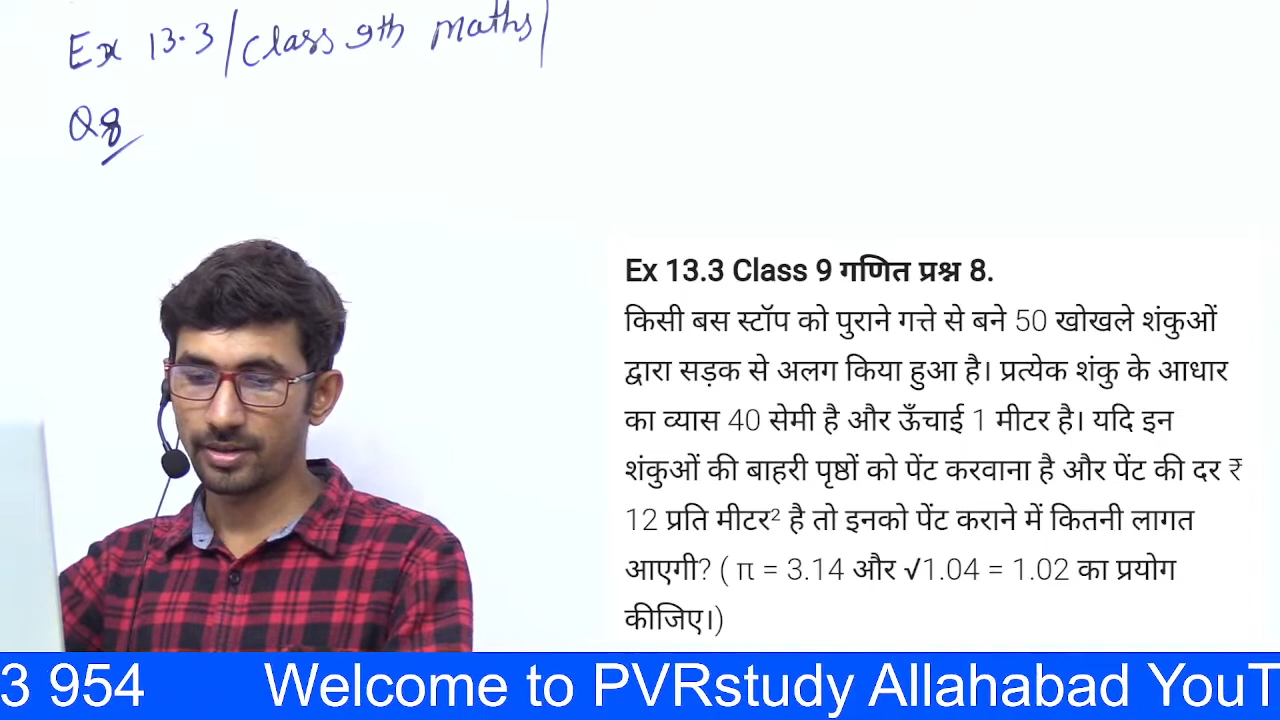 Ex 13.3 / Class 9th maths /
Q8
Ex 13.3 Class 9 गणित प्रश्न 8.
किसी बस स्टॉप को पुराने गत्ते से बने 50 खोखले शंकुओं
द्वारा सड़क से अलग किया हुआ है। प्रत्येक शंकु के आधार
का व्यास 40 सेमी है और ऊँचाई 1 मीटर है। यदि इन
शंकुओं की बाहरी पृष्ठों को पेंट करवाना है और पेंट की दर ₹
12 प्रति मीटर² है तो इनको पेंट कराने में कितनी लागत
आएगी? ( π = 3.14 और √1.04 = 1.02 का प्रयोग
कीजिए।)
3 954 Welcome to PVRstudy Allahabad YouT